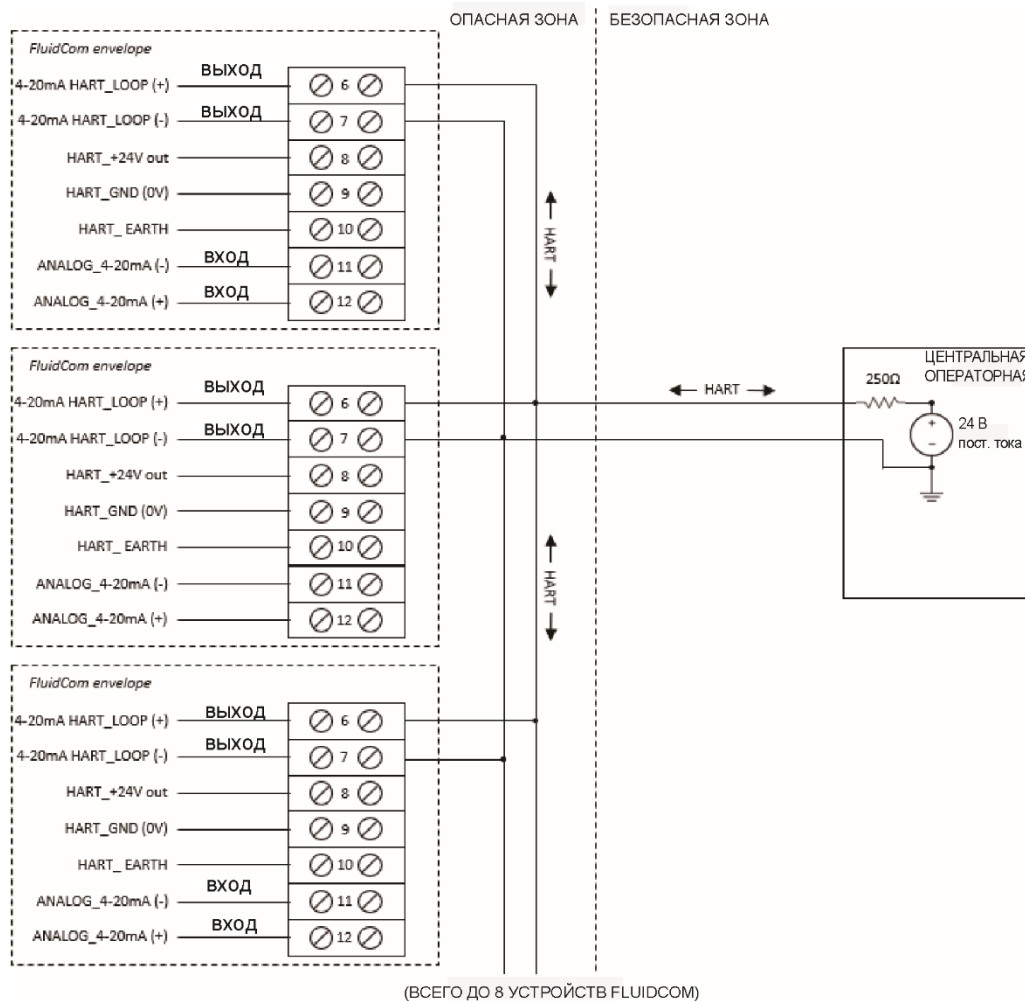 ОПАСНАЯ ЗОНА
БЕЗОПАСНАЯ ЗОНА
FluidCom envelope
4-20mA HART_LOOP (+) ВЫХОД 6
4-20mA HART_LOOP (-) ВЫХОД 7
HART_+24V out 8
HART_GND (0V) 9
HART_ EARTH 10
ANALOG_4-20mA (-) ВХОД 11
ANALOG_4-20mA (+) ВХОД 12
HART
FluidCom envelope
4-20mA HART_LOOP (+) ВЫХОД 6
4-20mA HART_LOOP (-) ВЫХОД 7
HART_+24V out 8
HART_GND (0V) 9
HART_ EARTH 10
ANALOG_4-20mA (-) 11
ANALOG_4-20mA (+) 12
HART
HART
ЦЕНТРАЛЬНАЯ
ОПЕРАТОРНАЯ
250Ω
+
24 В
−
пост. тока
FluidCom envelope
4-20mA HART_LOOP (+) ВЫХОД 6
4-20mA HART_LOOP (-) ВЫХОД 7
HART_+24V out 8
HART_GND (0V) 9
HART_ EARTH 10
ANALOG_4-20mA (-) ВХОД 11
ANALOG_4-20mA (+) ВХОД 12
(ВСЕГО ДО 8 УСТРОЙСТВ FLUIDCOM)